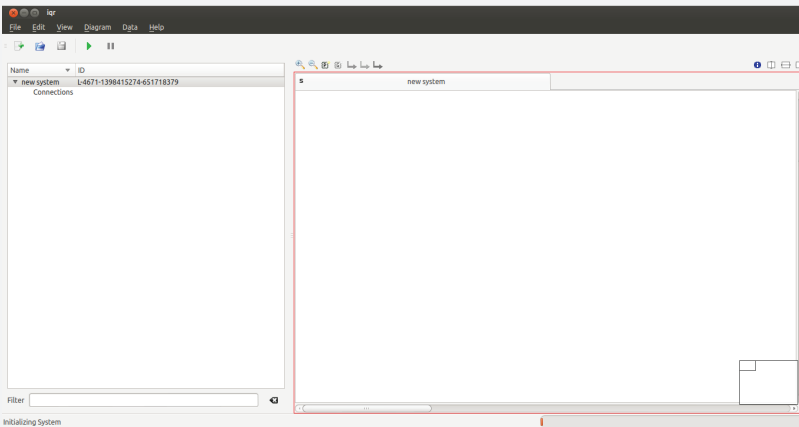 iqr
File Edit View Diagram Data Help
Name ID
new system L-4671-1398415274-651718379
Connections
S new system
Filter
Initializing System